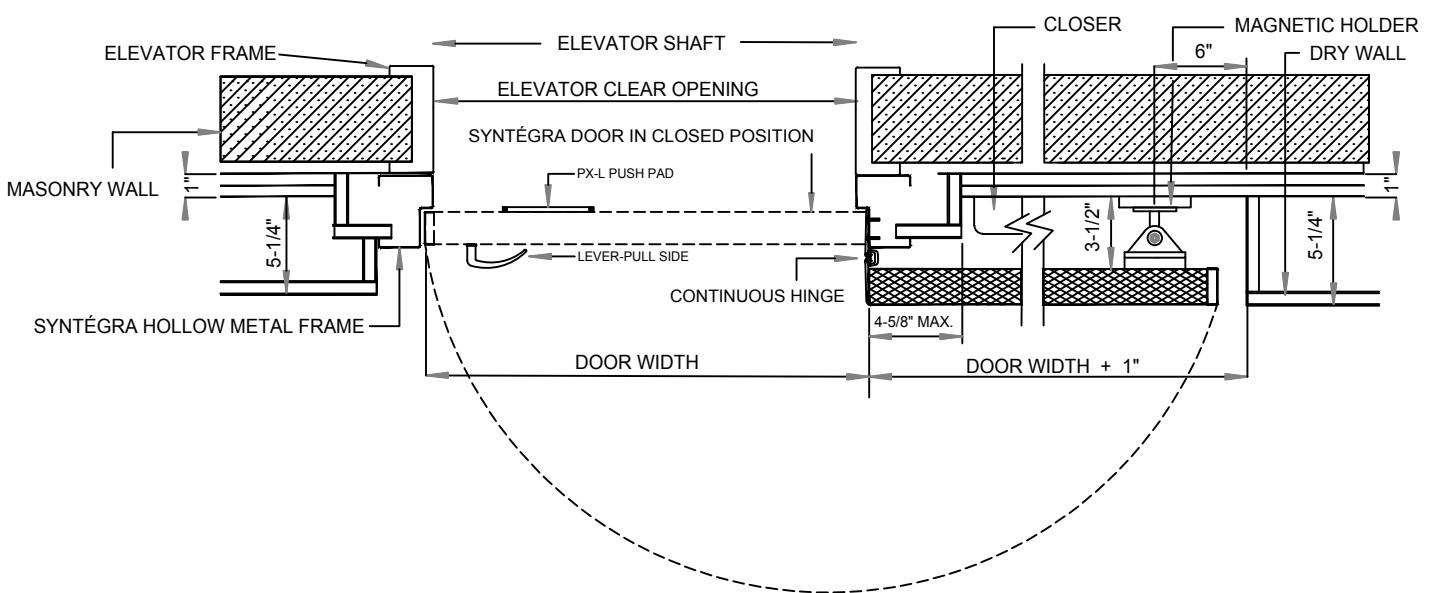 CLOSER
MAGNETIC HOLDER
ELEVATOR SHAFT
ELEVATOR FRAME
6"
DRY WALL
ELEVATOR CLEAR OPENING
SYNTÉGRA DOOR IN CLOSED POSITION
PX-L PUSH PAD
MASONRY WALL
1"
1"
5-1/4"
3-1/2"
5-1/4"
LEVER-PULL SIDE
CONTINUOUS HINGE
SYNTÉGRA HOLLOW METAL FRAME
4-5/8" MAX.
DOOR WIDTH
DOOR WIDTH + 1"